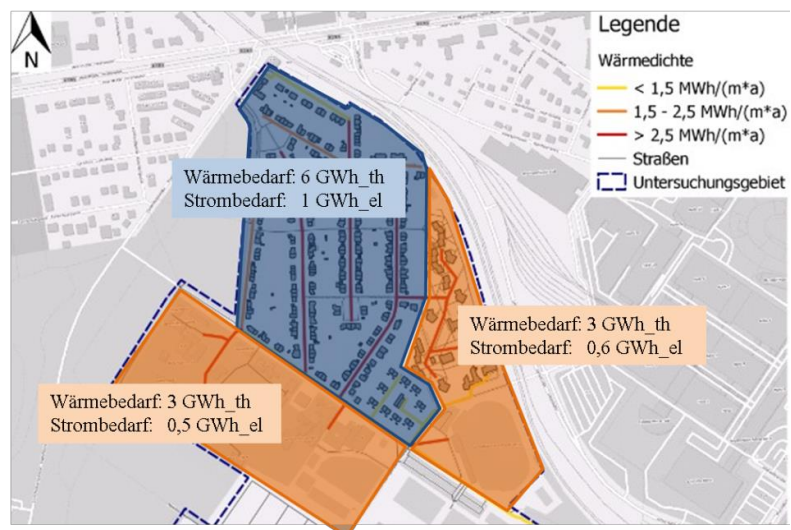 N
Legende
Wärmedichte
< 1,5 MWh/(m*a)
1,5 - 2,5 MWh/(m*a)
> 2,5 MWh/(m*a)
Straßen
Untersuchungsgebiet
Wärmebedarf: 6 GWh_th
Strombedarf: 1 GWh_el
Wärmebedarf: 3 GWh_th
Strombedarf: 0,6 GWh_el
Wärmebedarf: 3 GWh_th
Strombedarf: 0,5 GWh_el